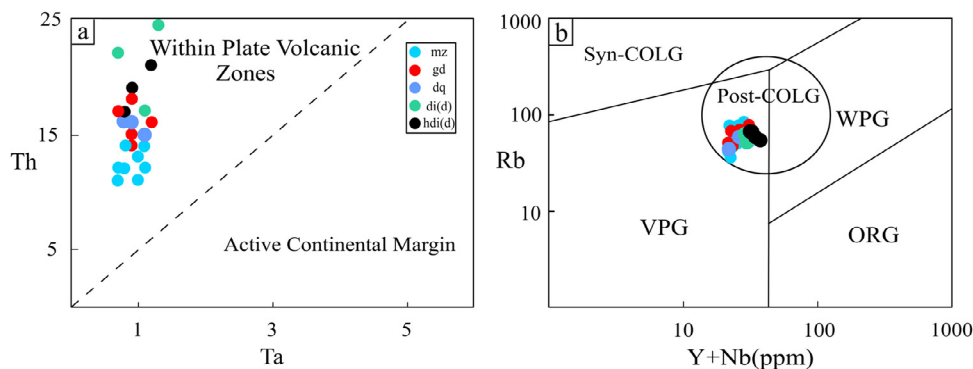 a
25
15
5
Th
Within Plate Volcanic
Zones
mz
gd
dq
di(d)
hdi(d)
Active Continental Margin
1
3
5
Ta
b
1000
100
10
Rb
Syn-COLG
Post-COLG
WPG
VPG
ORG
10
100
1000
Y+Nb(ppm)